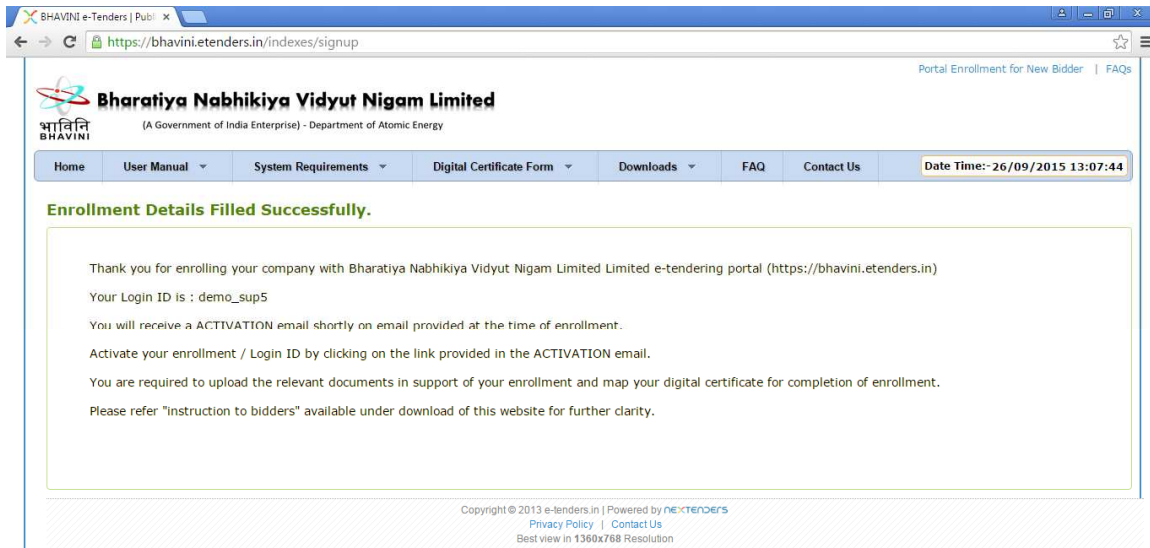 BHAVINI e-Tenders | Publ
https://bhavini.etenders.in/indexes/signup
Portal Enrollment for New Bidder | FAQs
Bharatiya Nabhikiya Vidyut Nigam Limited
(A Government of India Enterprise) - Department of Atomic Energy
भाविनि
BHAVINI
Home User Manual System Requirements Digital Certificate Form Downloads FAQ Contact Us Date Time:-26/09/2015 13:07:44
Enrollment Details Filled Successfully.
Thank you for enrolling your company with Bharatiya Nabhikiya Vidyut Nigam Limited Limited e-tendering portal (https://bhavini.etenders.in)
Your Login ID is : demo_sup5
You will receive a ACTIVATION email shortly on email provided at the time of enrollment.
Activate your enrollment / Login ID by clicking on the link provided in the ACTIVATION email.
You are required to upload the relevant documents in support of your enrollment and map your digital certificate for completion of enrollment.
Please refer "instruction to bidders" available under download of this website for further clarity.
Copyright © 2013 e-tenders.in | Powered by NEXTENDERS
Privacy Policy | Contact Us
Best view in 1360x768 Resolution